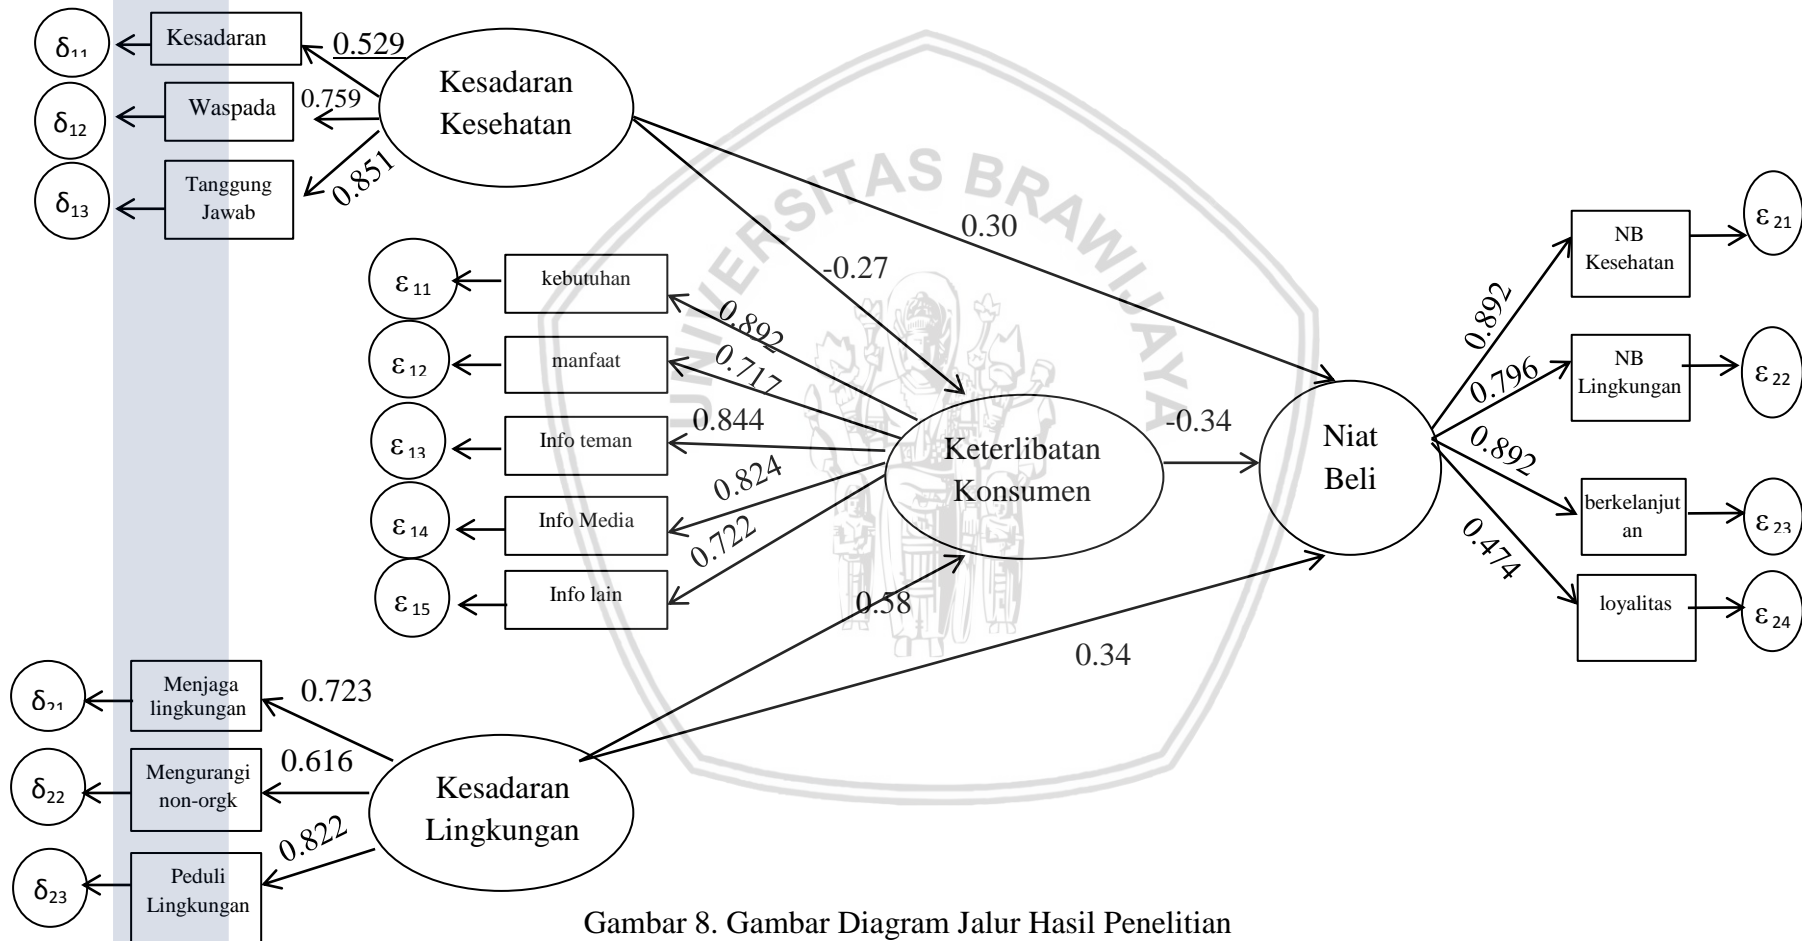 δ₁₁
Kesadaran
0.529
Kesadaran
Kesehatan
δ₁₂
Waspada
0.759
δ₁₃
Tanggung
Jawab
0.851
UNIVERSITAS BRAWIJAYA
0.30
-0.27
ε₁₁
kebutuhan
0.892
ε₁₂
manfaat
0.717
ε₁₃
Info teman
0.844
ε₁₄
Info Media
0.824
ε₁₅
Info lain
0.722
Keterlibatan
Konsumen
-0.34
Niat
Beli
0.892
NB
Kesehatan
ε₂₁
0.796
NB
Lingkungan
ε₂₂
0.892
berkelanjut
an
ε₂₃
0.474
loyalitas
ε₂₄
0.58
0.34
δ₂₁
Menjaga
lingkungan
0.723
δ₂₂
Mengurangi
non-orgk
0.616
δ₂₃
Peduli
Lingkungan
0.822
Kesadaran
Lingkungan
Gambar 8. Gambar Diagram Jalur Hasil Penelitian